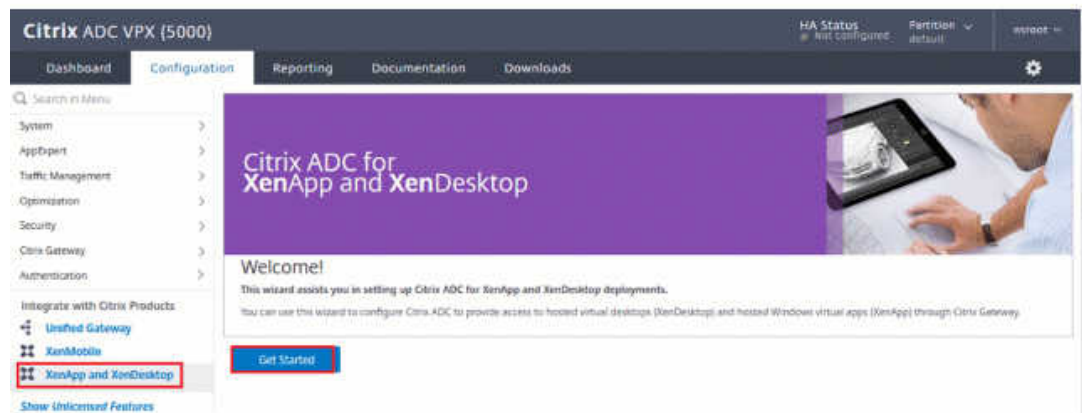 Citrix ADC VPX (5000)
HA Status
Not configured
Partition
default
nsroot
Dashboard
Configuration
Reporting
Documentation
Downloads
Search in Menu
System
AppExpert
Traffic Management
Optimization
Security
Citrix Gateway
Authentication
Integrate with Citrix Products
Unified Gateway
XenMobile
XenApp and XenDesktop
Show Unlicensed Features
Citrix ADC for
XenApp and XenDesktop
Welcome!
This wizard assists you in setting up Citrix ADC for XenApp and XenDesktop deployments.
You can use this wizard to configure Citrix ADC to provide access to hosted virtual desktops (XenDesktop) and hosted Windows virtual apps (XenApp) through Citrix Gateway.
Get Started